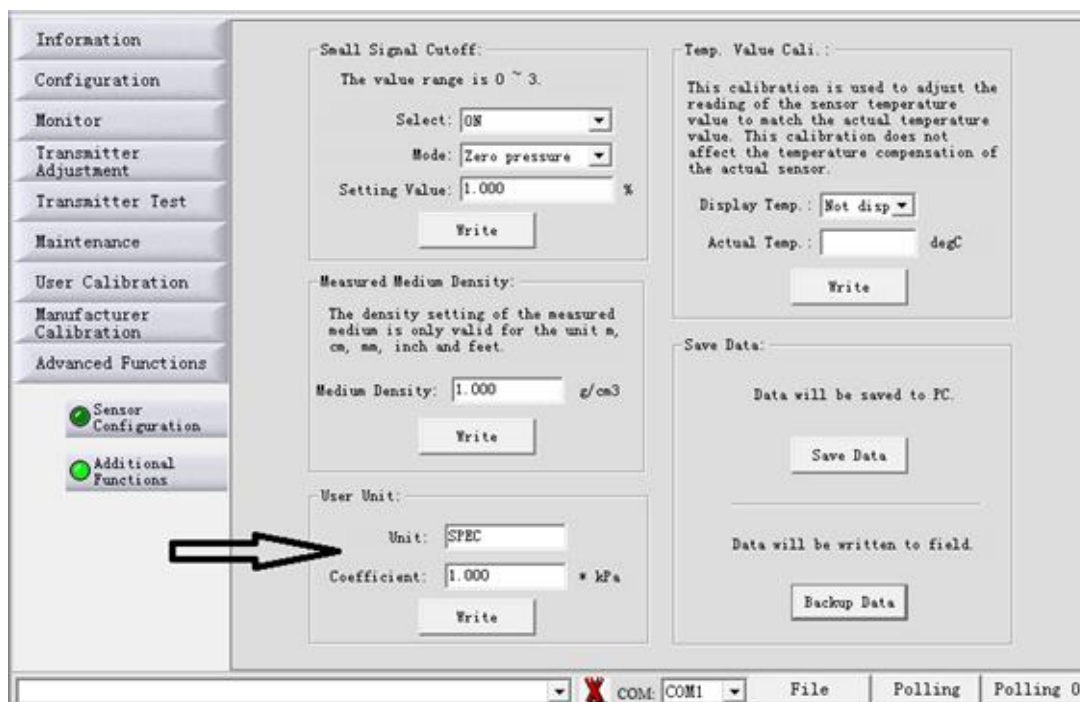 Information
Configuration
Monitor
Transmitter
Adjustment
Transmitter Test
Maintenance
User Calibration
Manufacturer
Calibration
Advanced Functions
Sensor
Configuration
Additional
Functions
Small Signal Cutoff:
The value range is 0 ~ 3.
Select: ON
Mode: Zero pressure
Setting Value: 1.000 %
Write
Measured Medium Density:
The density setting of the measured
medium is only valid for the unit m,
cm, mm, inch and feet.
Medium Density: 1.000 g/cm3
Write
User Unit:
Unit: SPEC
Coefficient: 1.000 * kPa
Write
Temp. Value Cali.:
This calibration is used to adjust the
reading of the sensor temperature
value to match the actual temperature
value. This calibration does not
affect the temperature compensation of
the actual sensor.
Display Temp.: Not disp
Actual Temp.: degC
Write
Save Data:
Data will be saved to PC.
Save Data
Data will be written to field.
Backup Data
COM: COM1 File Polling Polling 0